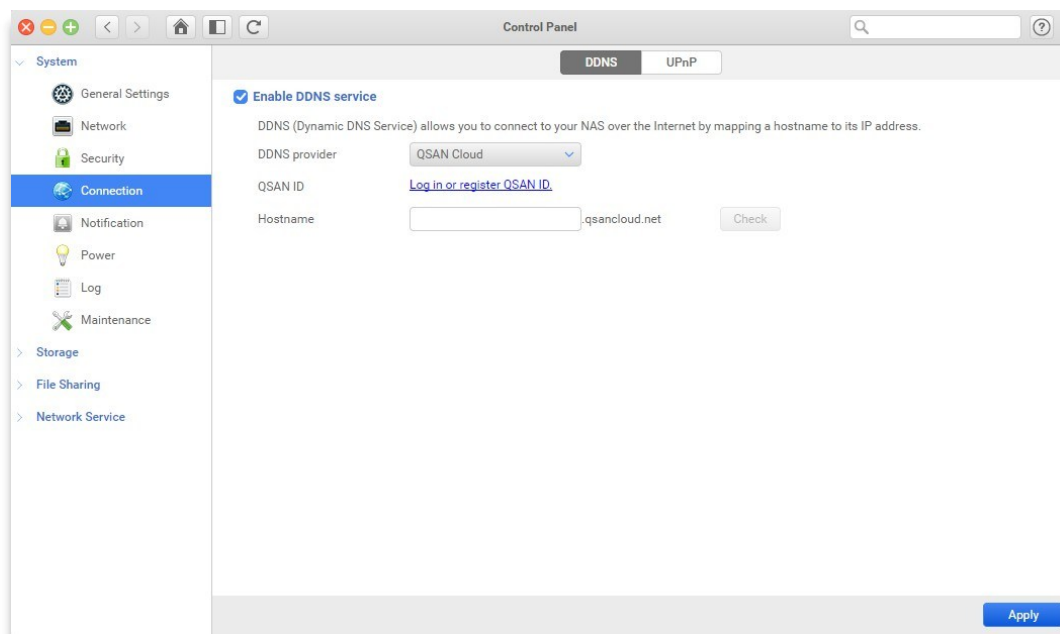 Control Panel
?
System
General Settings
Network
Security
Connection
Notification
Power
Log
Maintenance
Storage
File Sharing
Network Service
DDNS UPnP
Enable DDNS service
DDNS (Dynamic DNS Service) allows you to connect to your NAS over the Internet by mapping a hostname to its IP address.
DDNS provider QSAN Cloud
QSAN ID Log in or register QSAN ID.
Hostname .qsancloud.net Check
Apply